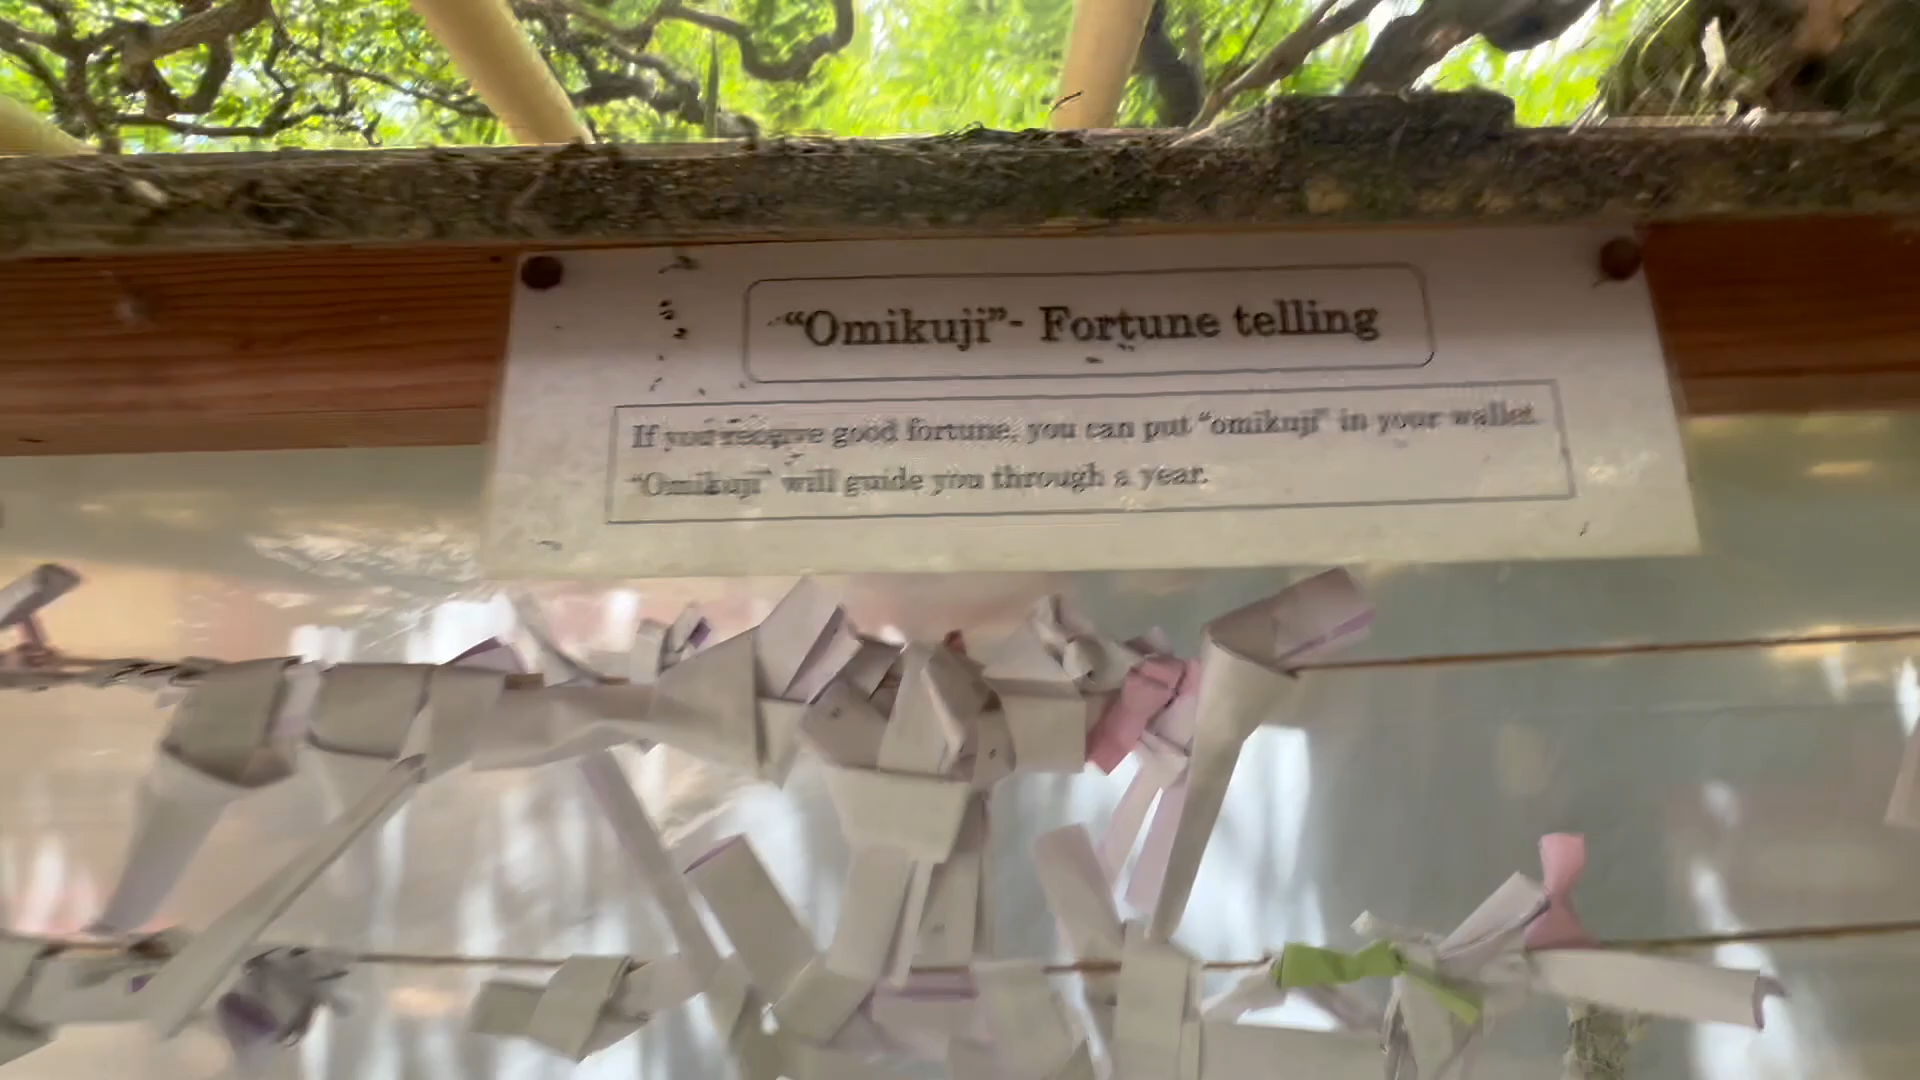 “Omikuji”- Fortune telling
If you receive good fortune, you can put “omikuji” in your wallet.
“Omikuji” will guide you through a year.